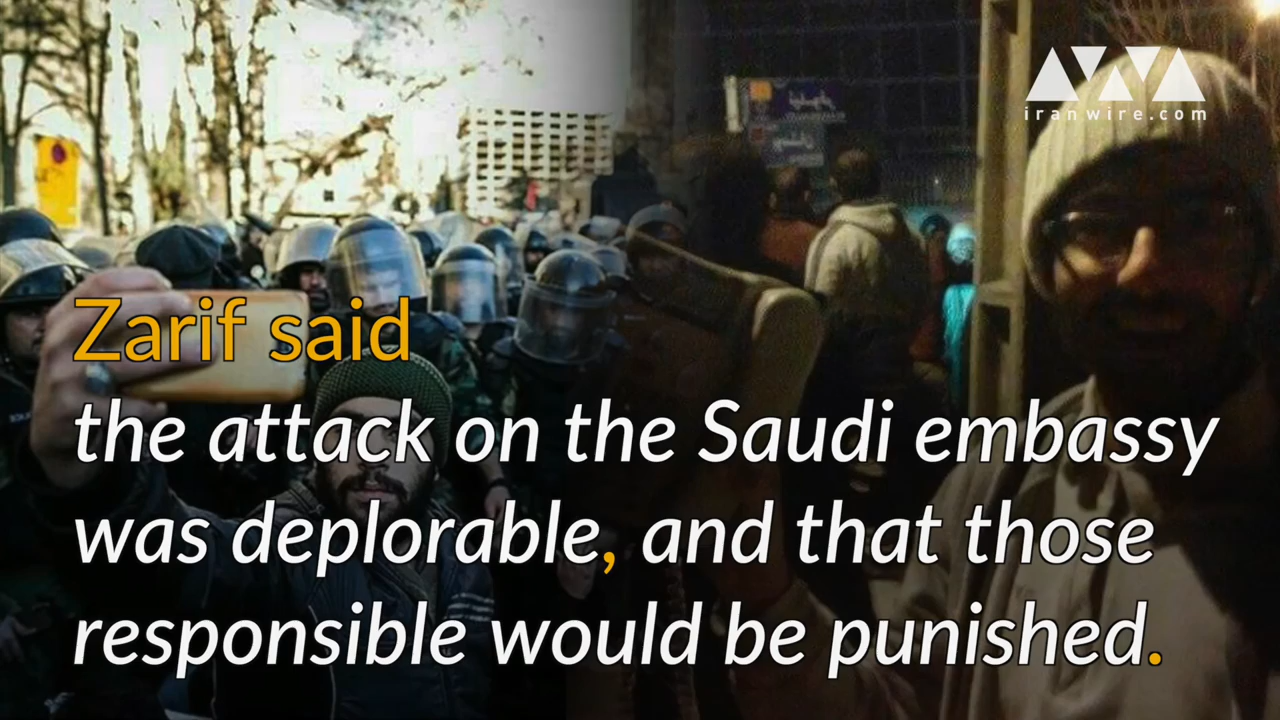 iranwire.com
Zarif said
the attack on the Saudi embassy
was deplorable, and that those
responsible would be punished.